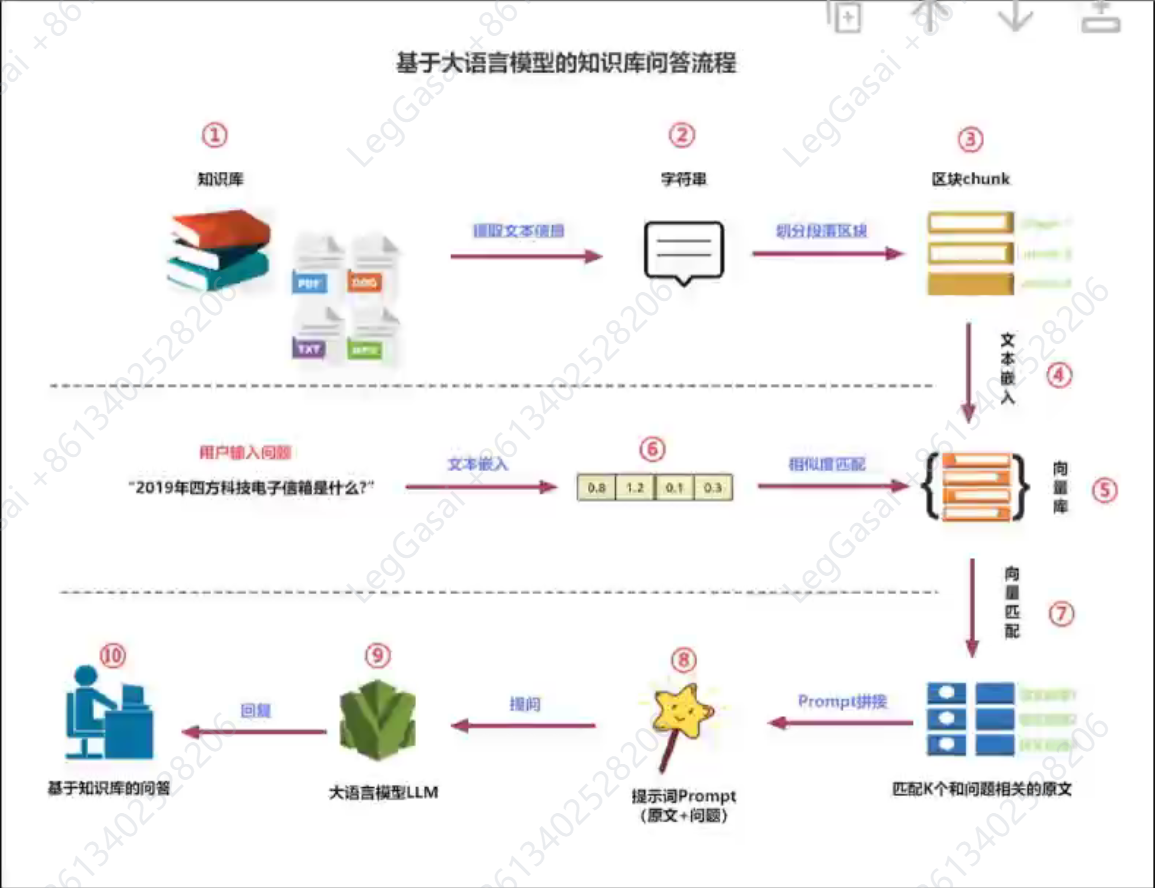 基于大语言模型的知识库问答流程
①
②
③
知识库
字符串
区块chunk
提取文本信息
划分段落区块
PDF
DOC
TXT
文本嵌入
④
用户输入问题
“2019年四方科技电子信箱是什么?”
文本嵌入
⑥
0.8 1.2 0.1 0.3
相似度匹配
向量库
⑤
向量匹配
⑦
⑩
⑨
⑧
回复
提问
Prompt拼接
基于知识库的问答
大语言模型LLM
提示词Prompt
(原文+问题)
匹配K个和问题相关的原文
LegGasai +8613402528206